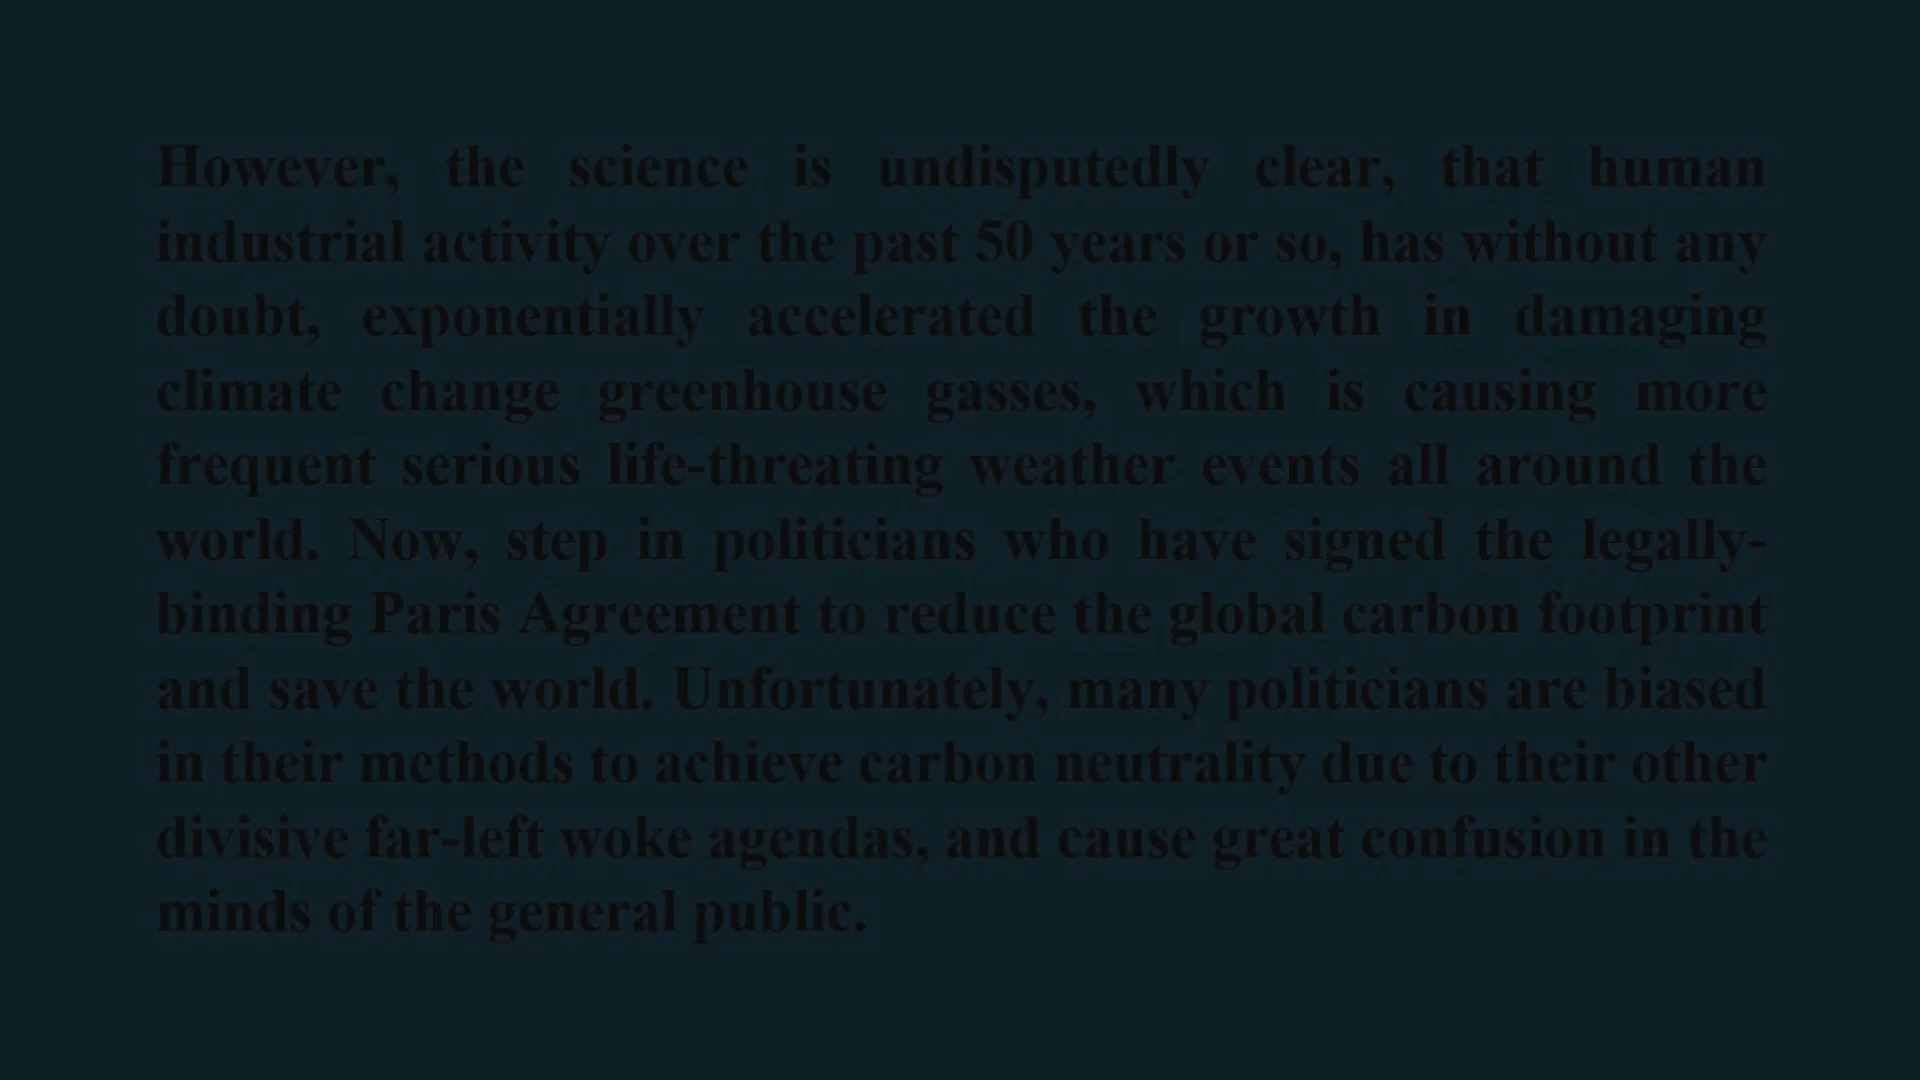 However, the science is undisputedly clear, that human
industrial activity over the past 50 years or so, has without any
doubt, exponentially accelerated the growth in damaging
climate change greenhouse gasses, which is causing more
frequent serious life-threating weather events all around the
world. Now, step in politicians who have signed the legally-
binding Paris Agreement to reduce the global carbon footprint
and save the world. Unfortunately, many politicians are biased
in their methods to achieve carbon neutrality due to their other
divisive far-left woke agendas, and cause great confusion in the
minds of the general public.